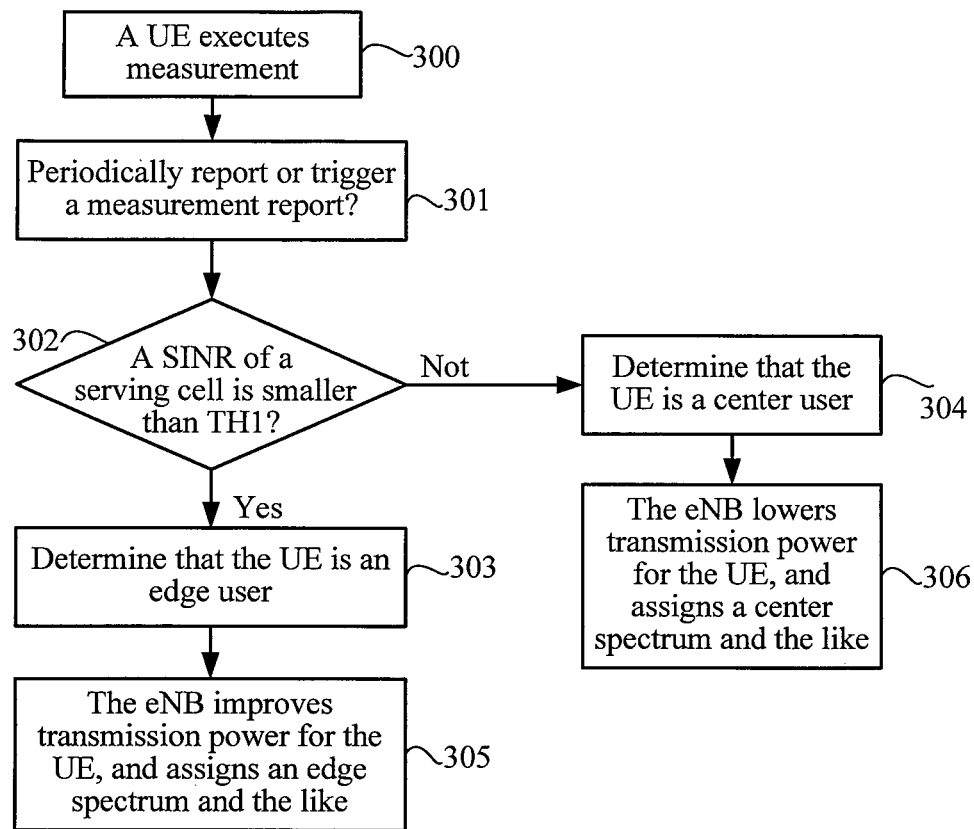 A UE executes
measurement
300
Periodically report or trigger
a measurement report?
301
302
A SINR of a
serving cell is smaller
than TH1?
Not
Determine that the
UE is a center user
304
Yes
Determine that the UE is an
edge user
303
The eNB lowers
transmission power
for the UE, and
assigns a center
spectrum and the like
306
The eNB improves
transmission power for the
UE, and assigns an edge
spectrum and the like
305